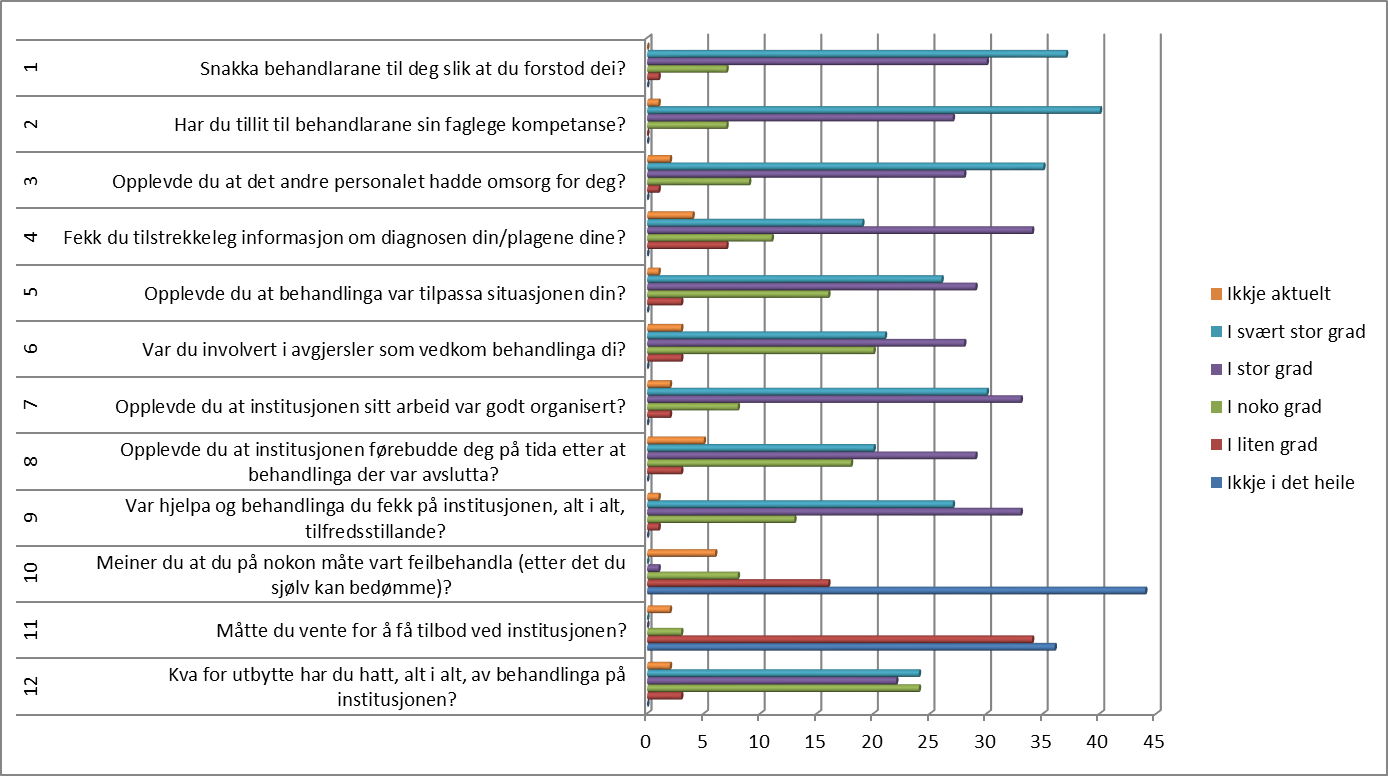 1
Snakka behandlarane til deg slik at du forstod dei?
2
Har du tillit til behandlarane sin faglege kompetanse?
3
Opplevde du at det andre personalet hadde omsorg for deg?
4
Fekk du tilstrekkeleg informasjon om diagnosen din/plagene dine?
5
Opplevde du at behandlinga var tilpassa situasjonen din?
6
Var du involvert i avgjersler som vedkom behandlinga di?
7
Opplevde du at institusjonen sitt arbeid var godt organisert?
8
Opplevde du at institusjonen førebudde deg på tida etter at
behandlinga der var avslutta?
9
Var hjelpa og behandlinga du fekk på institusjonen, alt i alt,
tilfredsstillande?
10
Meiner du at du på nokon måte vart feilbehandla (etter det du
sjølv kan bedømme)?
11
Måtte du vente for å få tilbod ved institusjonen?
12
Kva for utbytte har du hatt, alt i alt, av behandlinga på
institusjonen?
0 5 10 15 20 25 30 35 40 45
Ikkje aktuelt
I svært stor grad
I stor grad
I noko grad
I liten grad
Ikkje i det heile